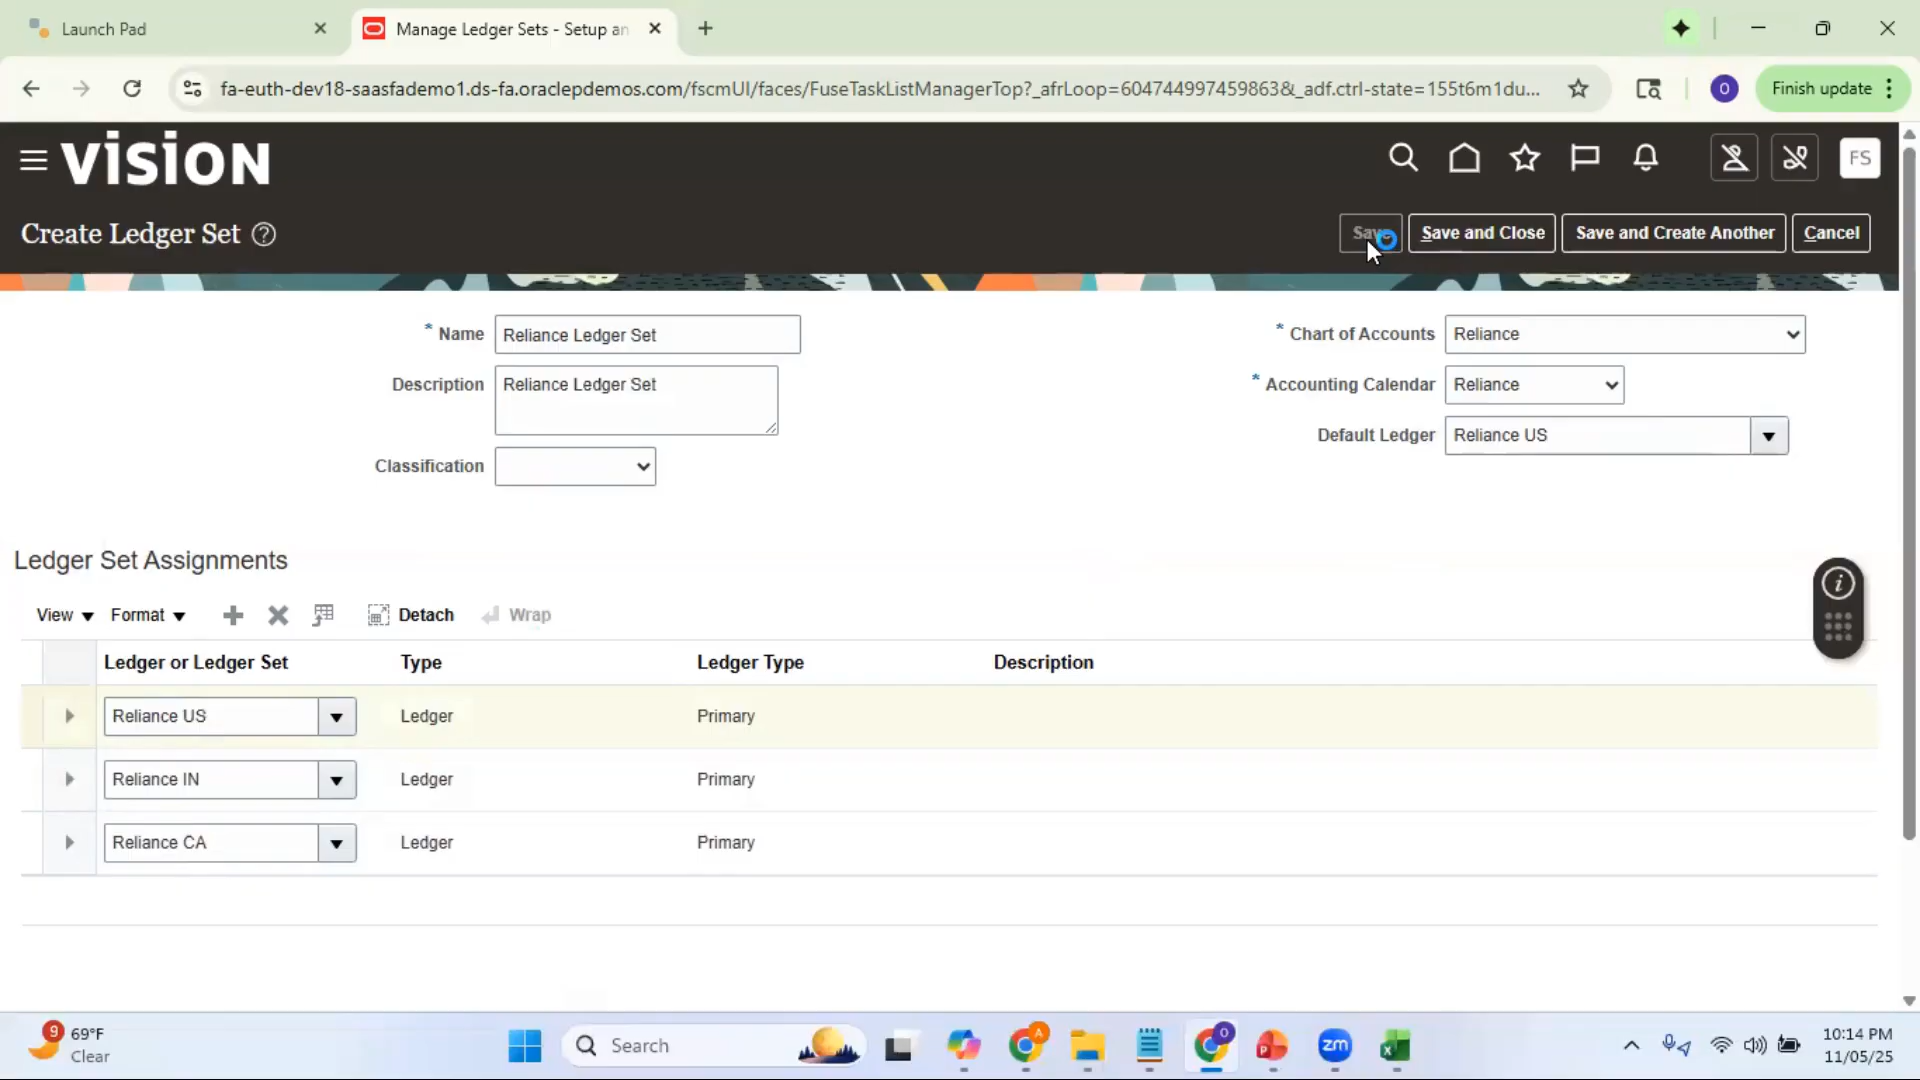 Launch Pad
Manage Ledger Sets - Setup an
fa-euth-dev18-saasfademo1.ds-fa.oraclepdemos.com/fscmUI/faces/FuseTaskListManagerTop?_afrLoop=604744997459863&_adf.ctrl-state=155t6m1du...
O
Finish update
VISION
FS
Create Ledger Set ?
Save
Save and Close
Save and Create Another
Cancel
* Name Reliance Ledger Set
* Chart of Accounts Reliance
Description Reliance Ledger Set
* Accounting Calendar Reliance
Default Ledger Reliance US
Classification
Ledger Set Assignments
View Format Detach Wrap
Ledger or Ledger Set Type Ledger Type Description
Reliance US Ledger Primary
Reliance IN Ledger Primary
Reliance CA Ledger Primary
9
69°F
Clear
Search
A
O
zm
10:14 PM
11/05/25